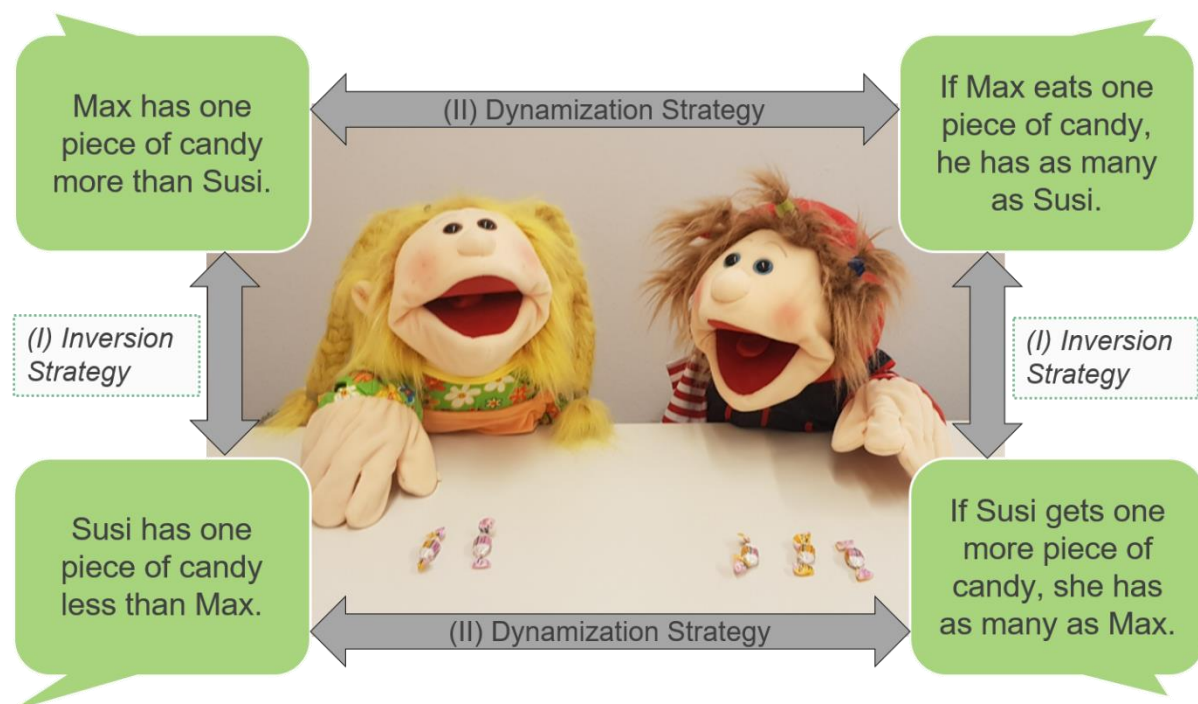 Max has one
piece of candy
more than Susi.
(II) Dynamization Strategy
If Max eats one
piece of candy,
he has as many
as Susi.
(I) Inversion
Strategy
(I) Inversion
Strategy
Susi has one
piece of candy
less than Max.
(II) Dynamization Strategy
If Susi gets one
more piece of
candy, she has
as many as Max.